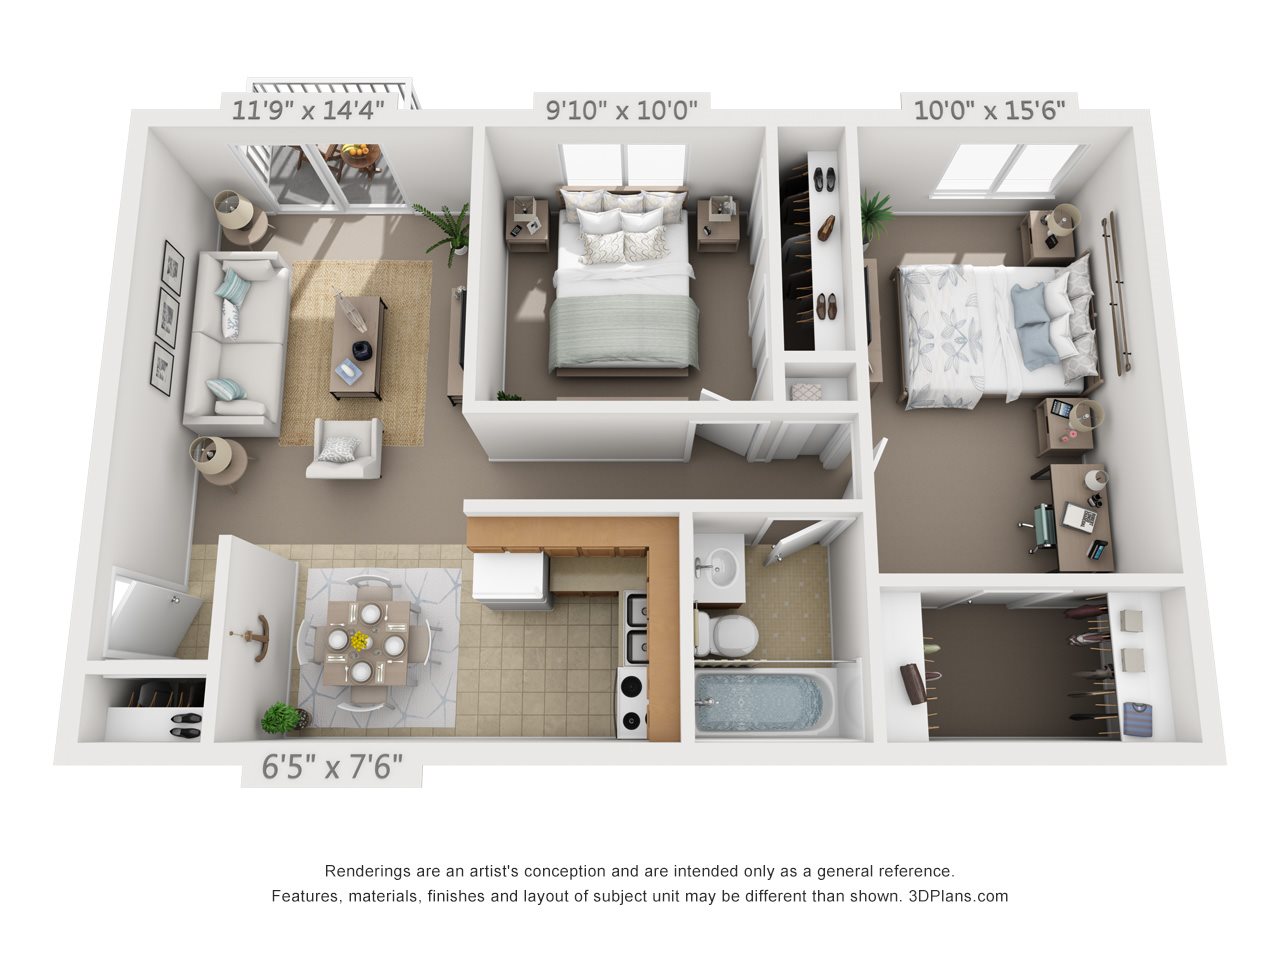 11'9" x 14'4"
9'10" x 10'0"
10'0" x 15'6"
6'5" x 7'6"
Renderings are an artist's conception and are intended only as a general reference.
Features, materials, finishes and layout of subject unit may be different than shown. 3DPlans.com